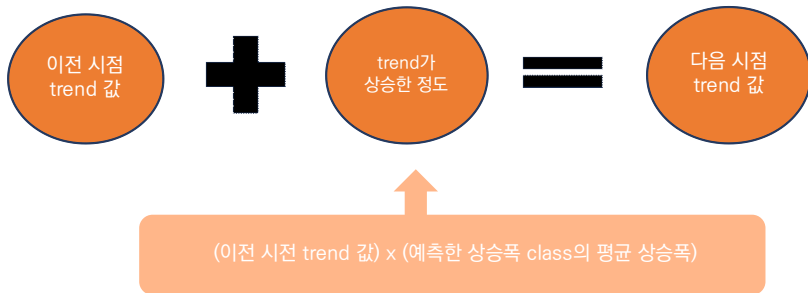 이전 시점
trend 값
trend가
상승한 정도
다음 시점
trend 값
(이전 시전 trend 값) x (예측한 상승폭 class의 평균 상승폭)